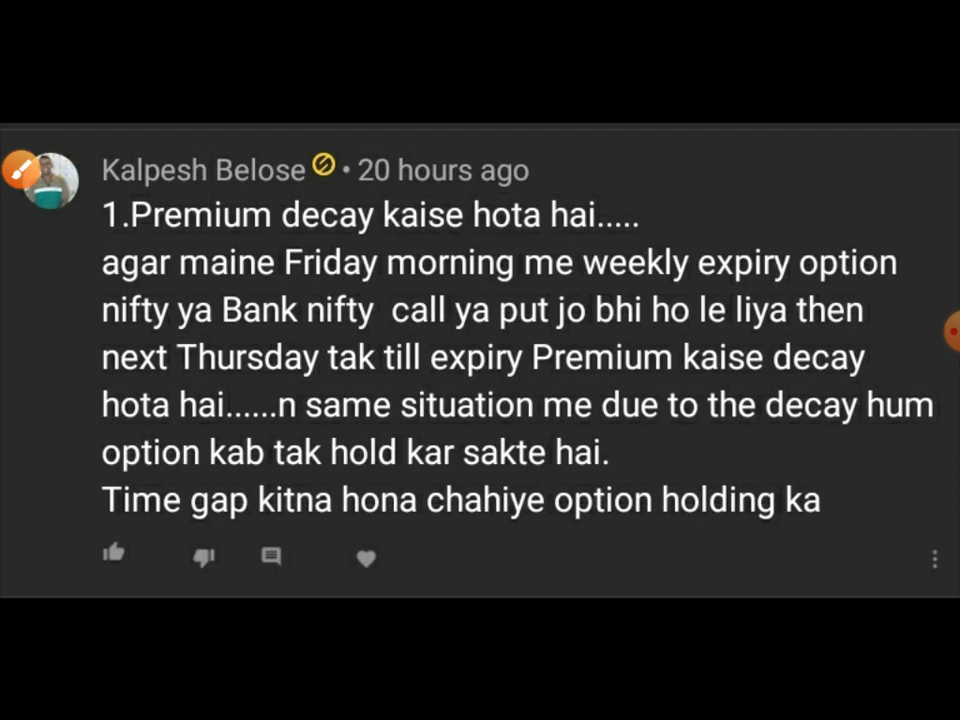 Kalpesh Belose • 20 hours ago
1.Premium decay kaise hota hai.....
agar maine Friday morning me weekly expiry option
nifty ya Bank nifty call ya put jo bhi ho le liya then
next Thursday tak till expiry Premium kaise decay
hota hai......n same situation me due to the decay hum
option kab tak hold kar sakte hai.
Time gap kitna hona chahiye option holding ka